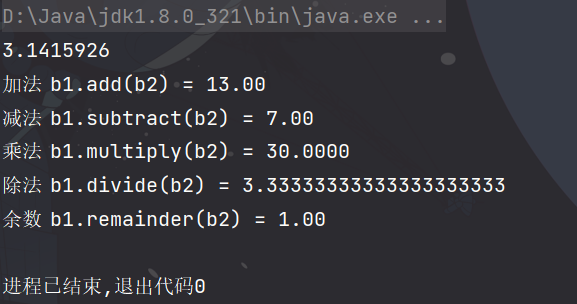 D:\Java\jdk1.8.0_321\bin\java.exe ...
3.1415926
加法 b1.add(b2) = 13.00
减法 b1.subtract(b2) = 7.00
乘法 b1.multiply(b2) = 30.0000
除法 b1.divide(b2) = 3.33333333333333333333
余数 b1.remainder(b2) = 1.00
进程已结束,退出代码0